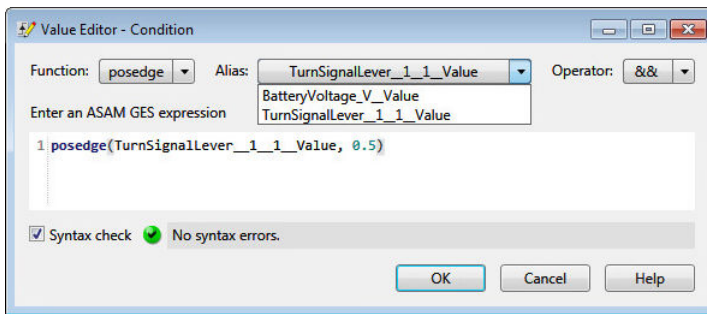 Value Editor - Condition
Function: posedge Alias: TurnSignalLever__1__1__Value Operator: &&
BatteryVoltage_V__Value
Enter an ASAM GES expression TurnSignalLever__1__1__Value
1 posedge(TurnSignalLever__1__1__Value, 0.5)
Syntax check No syntax errors.
OK Cancel Help